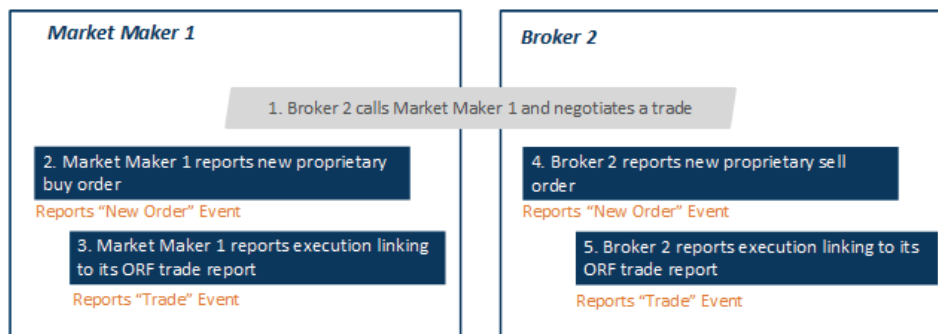 Market Maker 1
Broker 2
1. Broker 2 calls Market Maker 1 and negotiates a trade
2. Market Maker 1 reports new proprietary
buy order
Reports “New Order” Event
3. Market Maker 1 reports execution linking
to its ORF trade report
Reports “Trade” Event
4. Broker 2 reports new proprietary sell
order
Reports “New Order” Event
5. Broker 2 reports execution linking to its
ORF trade report
Reports “Trade” Event